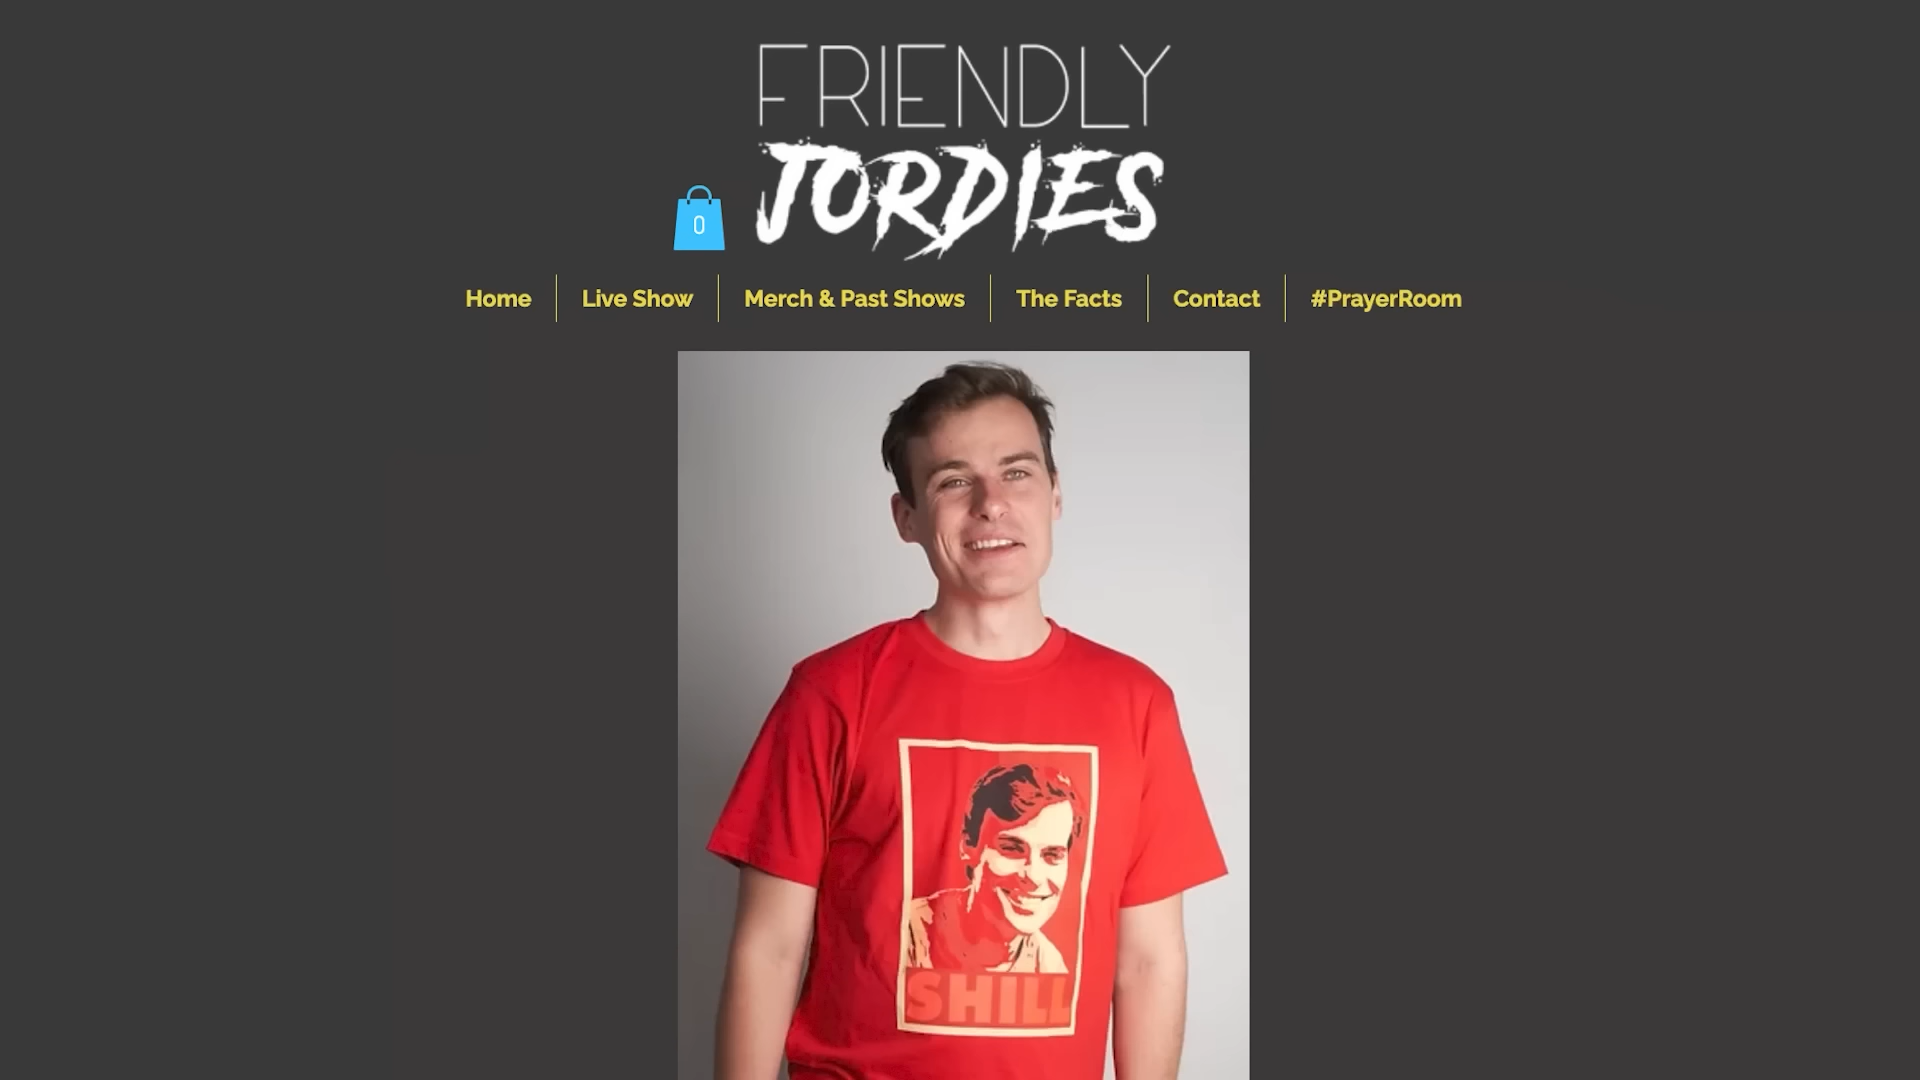 FRIENDLY
JORDIES
0
Home
Live Show
Merch & Past Shows
The Facts
Contact
#PrayerRoom
SHILL